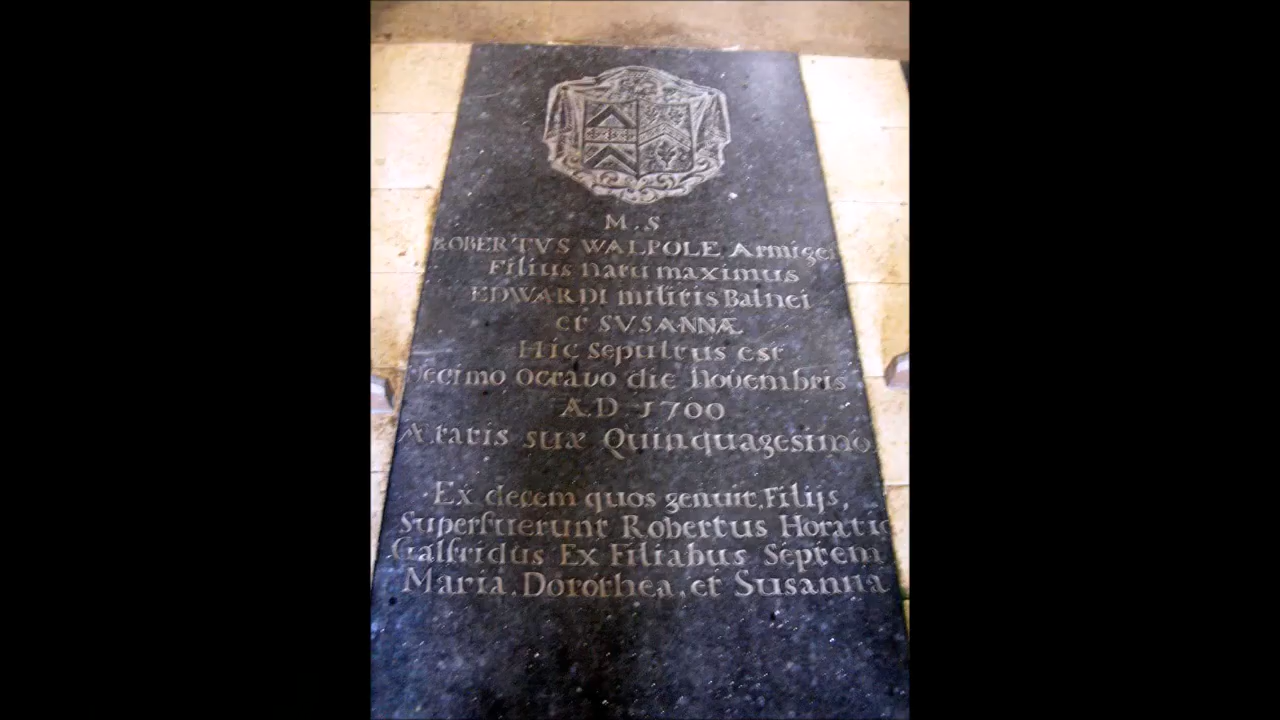 M.S
ROBERTVS WALPOLE Armiger
Filius natu maximus
EDWARDI militis Balnei
et SVSANNÆ
Hic sepultus est
Decimo Octavo die Novembris
A.D 1700
Ætatis suæ Quinquagesimo
Ex decem quos genuit, Filijs,
Superfuerunt Robertus Horatio
Galfridus Ex Filiabus Septem
Maria, Dorothea, et Susanna